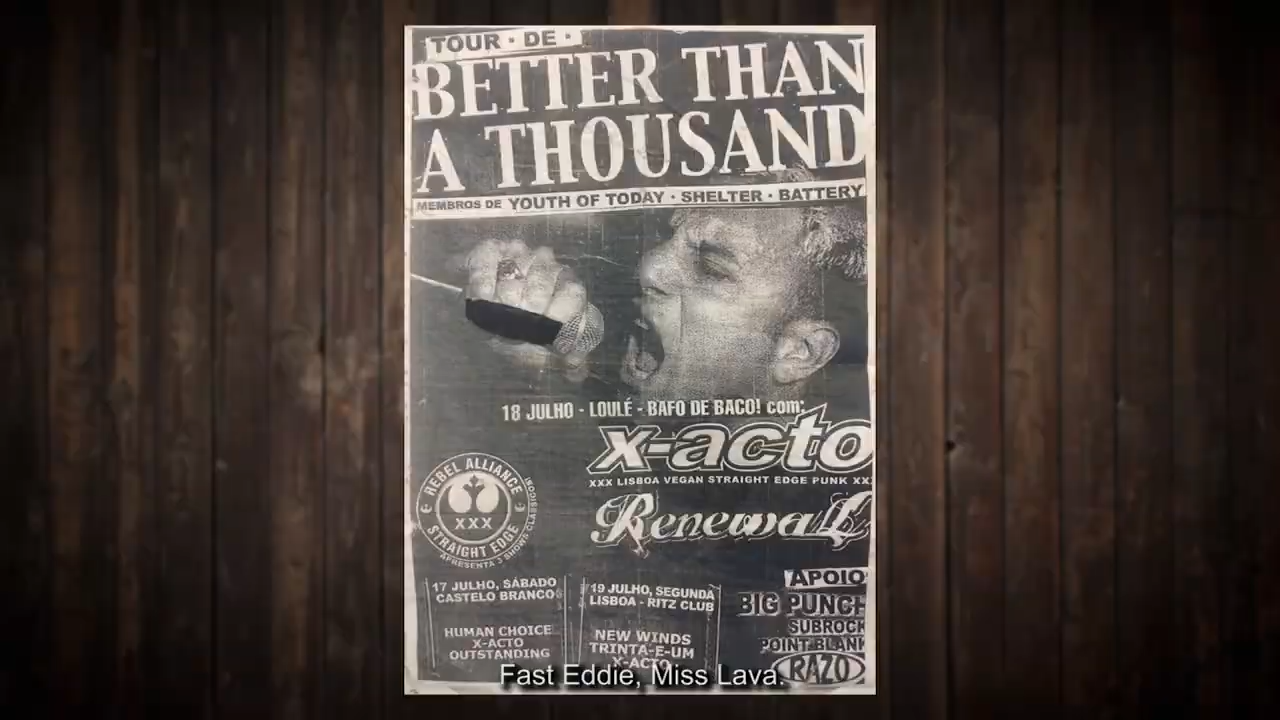 TOUR · DE ·
BETTER THAN
A THOUSAND
MEMBROS DE YOUTH OF TODAY · SHELTER · BATTERY
18 JULHO - LOULÉ - BAFO DE BACO! com:
x-acto
XXX LISBOA VEGAN STRAIGHT EDGE PUNK XX
Renewal
REBEL ALLIANCE
XXX
STRAIGHT EDGE
APRESENTA 3 SHOWS CLASSICOS!
17 JULHO, SÁBADO
CASTELO BRANCO
HUMAN CHOICE
X-ACTO
OUTSTANDING
19 JULHO, SEGUNDA
LISBOA - RITZ CLUB
NEW WINDS
TRINTA-E-UM
X-ACTO
APOIO
BIG PUNCH
SUBROCK
POINT BLANK
RAZO
Fast Eddie, Miss Lava.